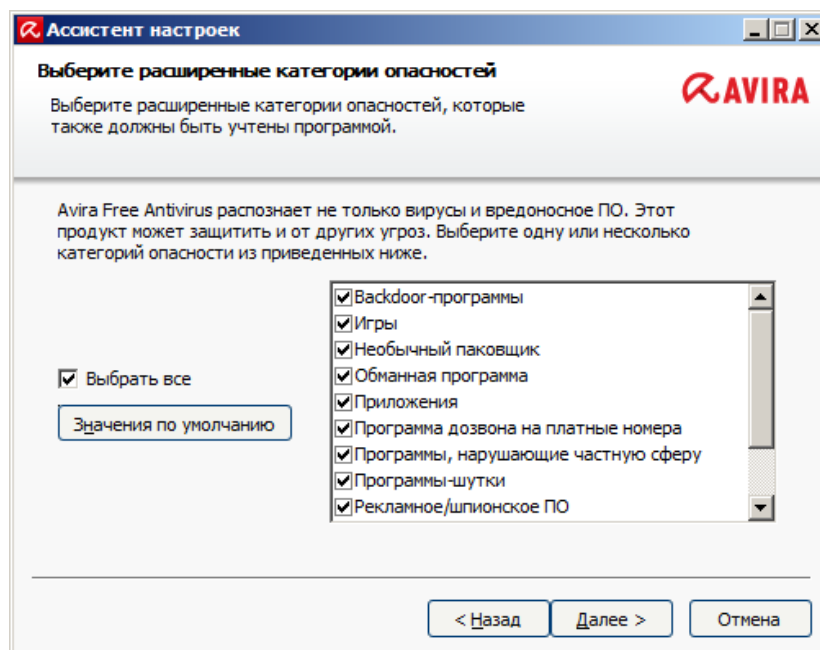 Ассистент настроек
Выберите расширенные категории опасностей
Выберите расширенные категории опасностей, которые
также должны быть учтены программой.
AVIRA
Avira Free Antivirus распознает не только вирусы и вредоносное ПО. Этот
продукт может защитить и от других угроз. Выберите одну или несколько
категорий опасности из приведенных ниже.
Выбрать все
Значения по умолчанию
Backdoor-программы
Игры
Необычный паковщик
Обманная программа
Приложения
Программа дозвона на платные номера
Программы, нарушающие частную сферу
Программы-шутки
Рекламное/шпионское ПО
< Назад
Далее >
Отмена